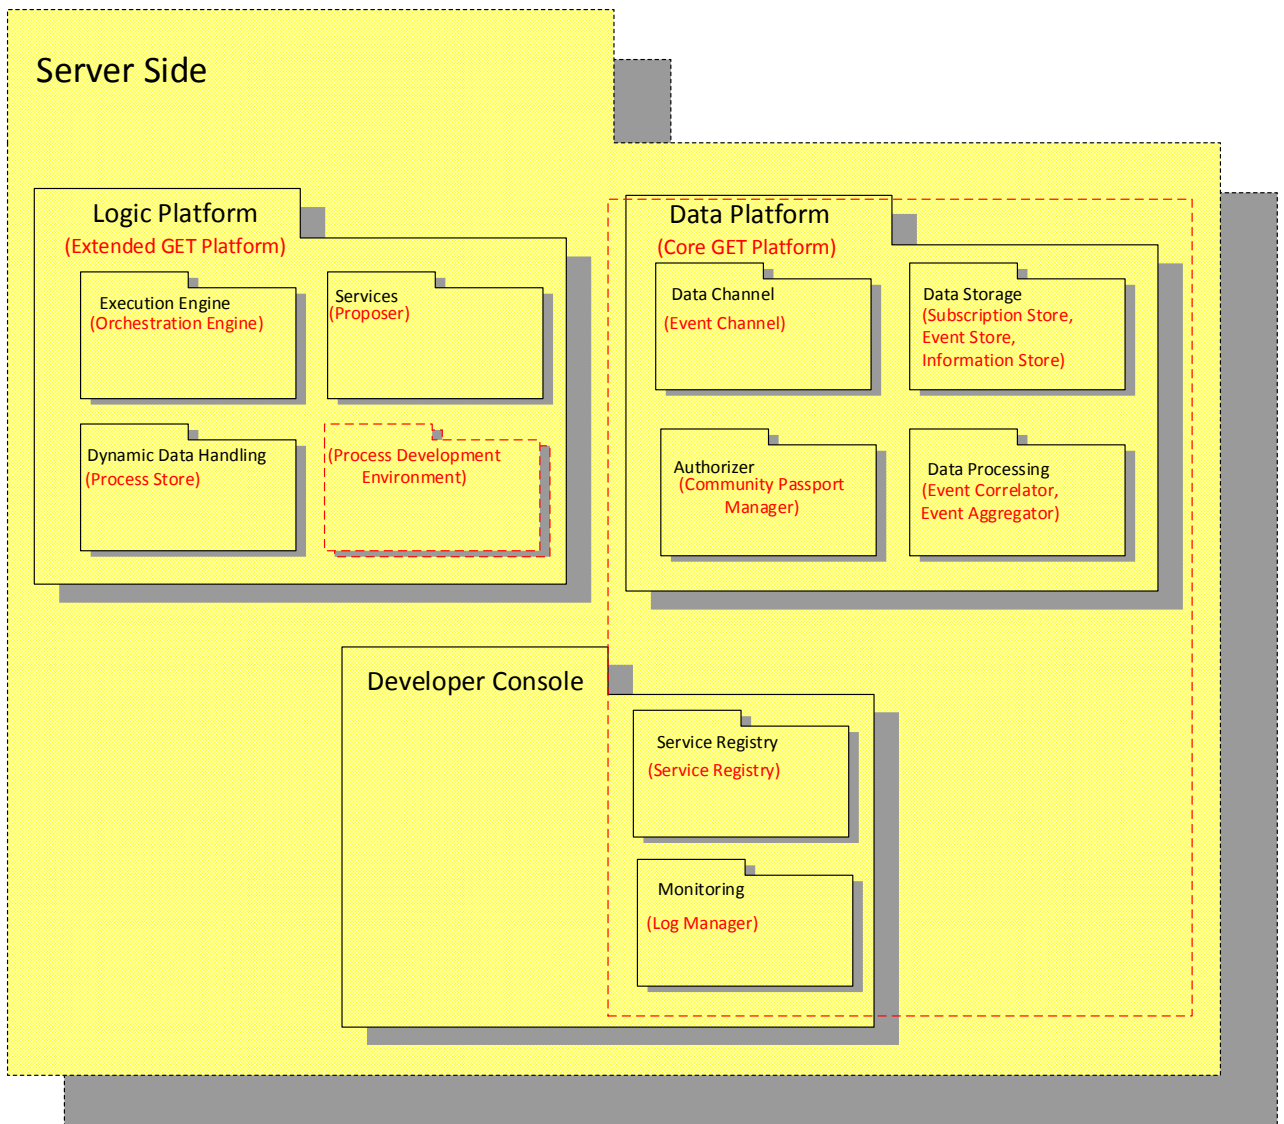 Server Side
Logic Platform
(Extended GET Platform)
Execution Engine
(Orchestration Engine)
Services
(Proposer)
Dynamic Data Handling
(Process Store)
(Process Development
Environment)
Data Platform
(Core GET Platform)
Data Channel
(Event Channel)
Data Storage
(Subscription Store,
Event Store,
Information Store)
Authorizer
(Community Passport
Manager)
Data Processing
(Event Correlator,
Event Aggregator)
Developer Console
Service Registry
(Service Registry)
Monitoring
(Log Manager)